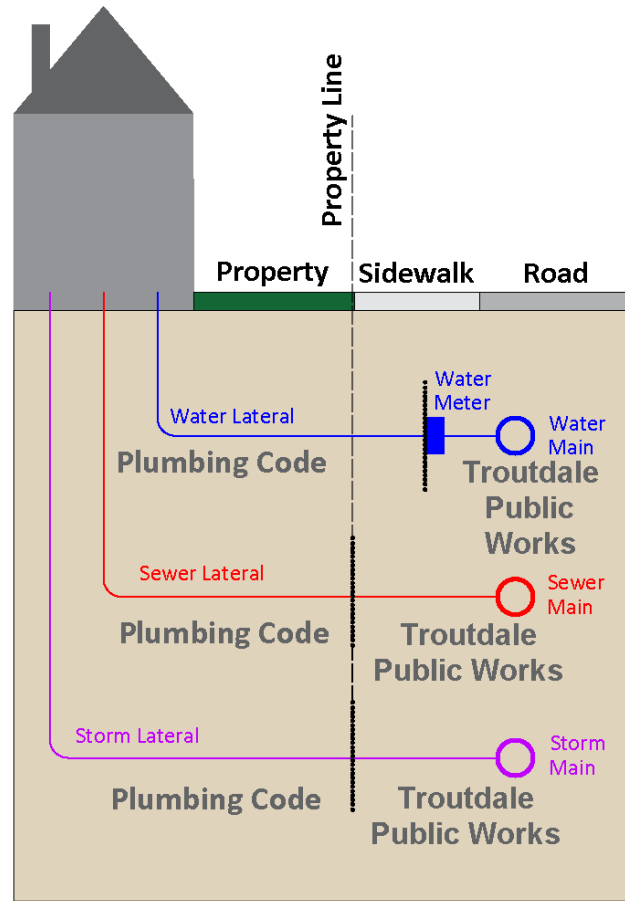 Property Line
Property
Sidewalk
Road
Water
Meter
Water Lateral
Water
Main
Plumbing Code
Troutdale
Public
Works
Sewer Lateral
Sewer
Main
Plumbing Code
Troutdale
Public Works
Storm Lateral
Storm
Main
Plumbing Code
Troutdale
Public Works